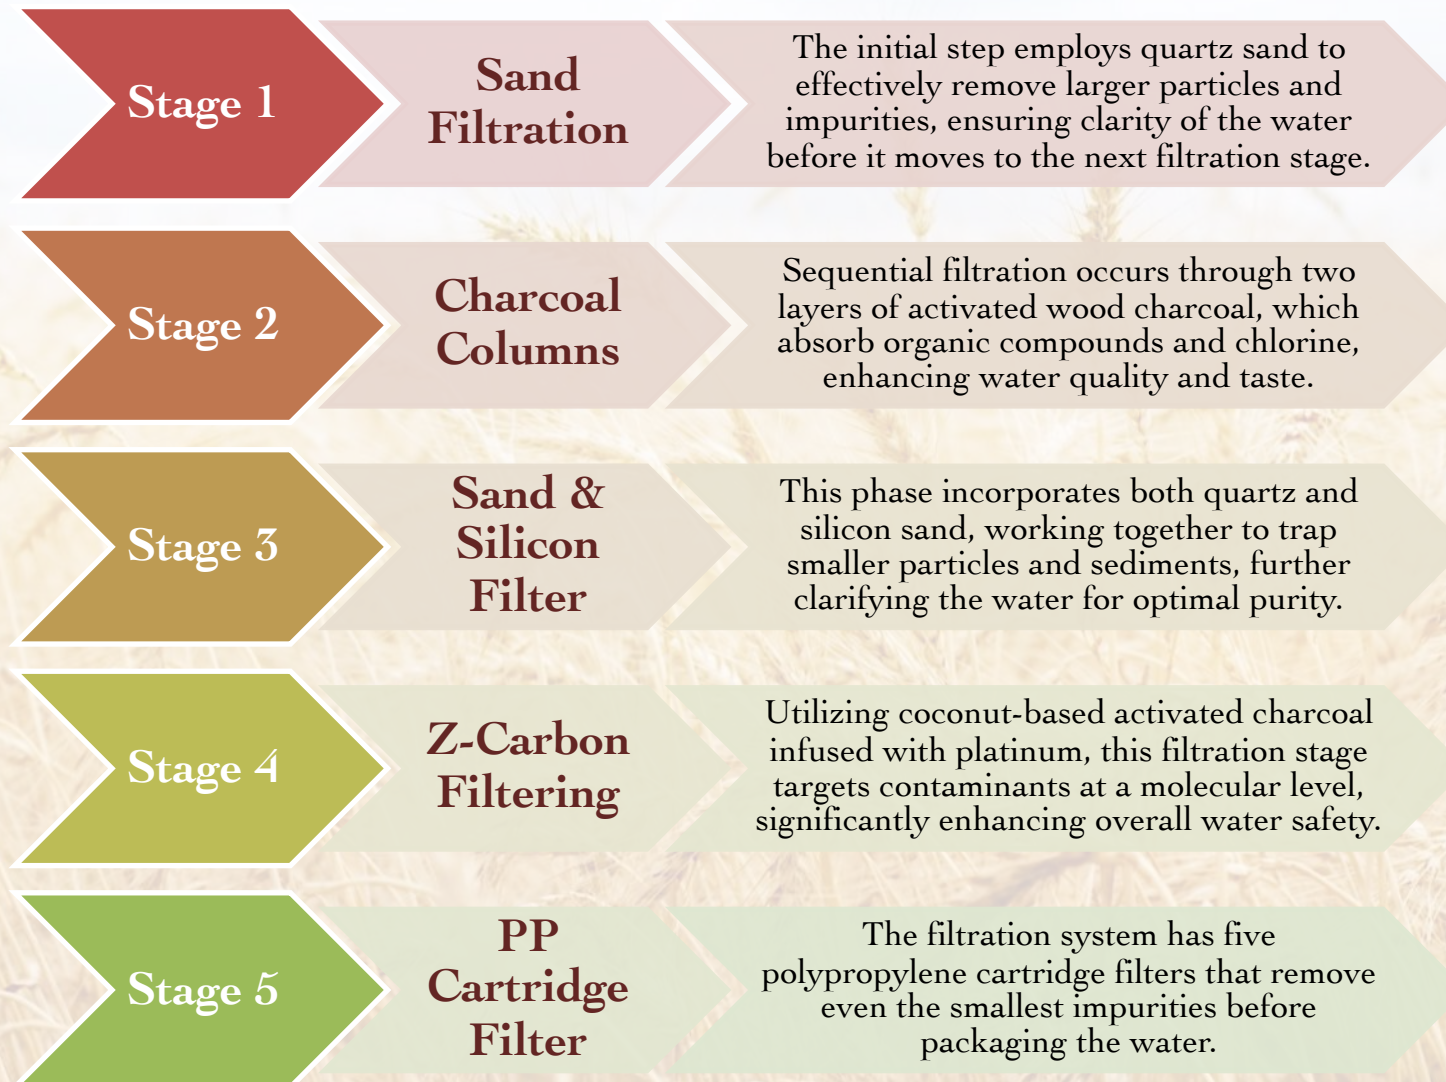 Stage 1
Sand
Filtration
The initial step employs quartz sand to
effectively remove larger particles and
impurities, ensuring clarity of the water
before it moves to the next filtration stage.
Stage 2
Charcoal
Columns
Sequential filtration occurs through two
layers of activated wood charcoal, which
absorb organic compounds and chlorine,
enhancing water quality and taste.
Stage 3
Sand &
Silicon
Filter
This phase incorporates both quartz and
silicon sand, working together to trap
smaller particles and sediments, further
clarifying the water for optimal purity.
Stage 4
Z-Carbon
Filtering
Utilizing coconut-based activated charcoal
infused with platinum, this filtration stage
targets contaminants at a molecular level,
significantly enhancing overall water safety.
Stage 5
PP
Cartridge
Filter
The filtration system has five
polypropylene cartridge filters that remove
even the smallest impurities before
packaging the water.